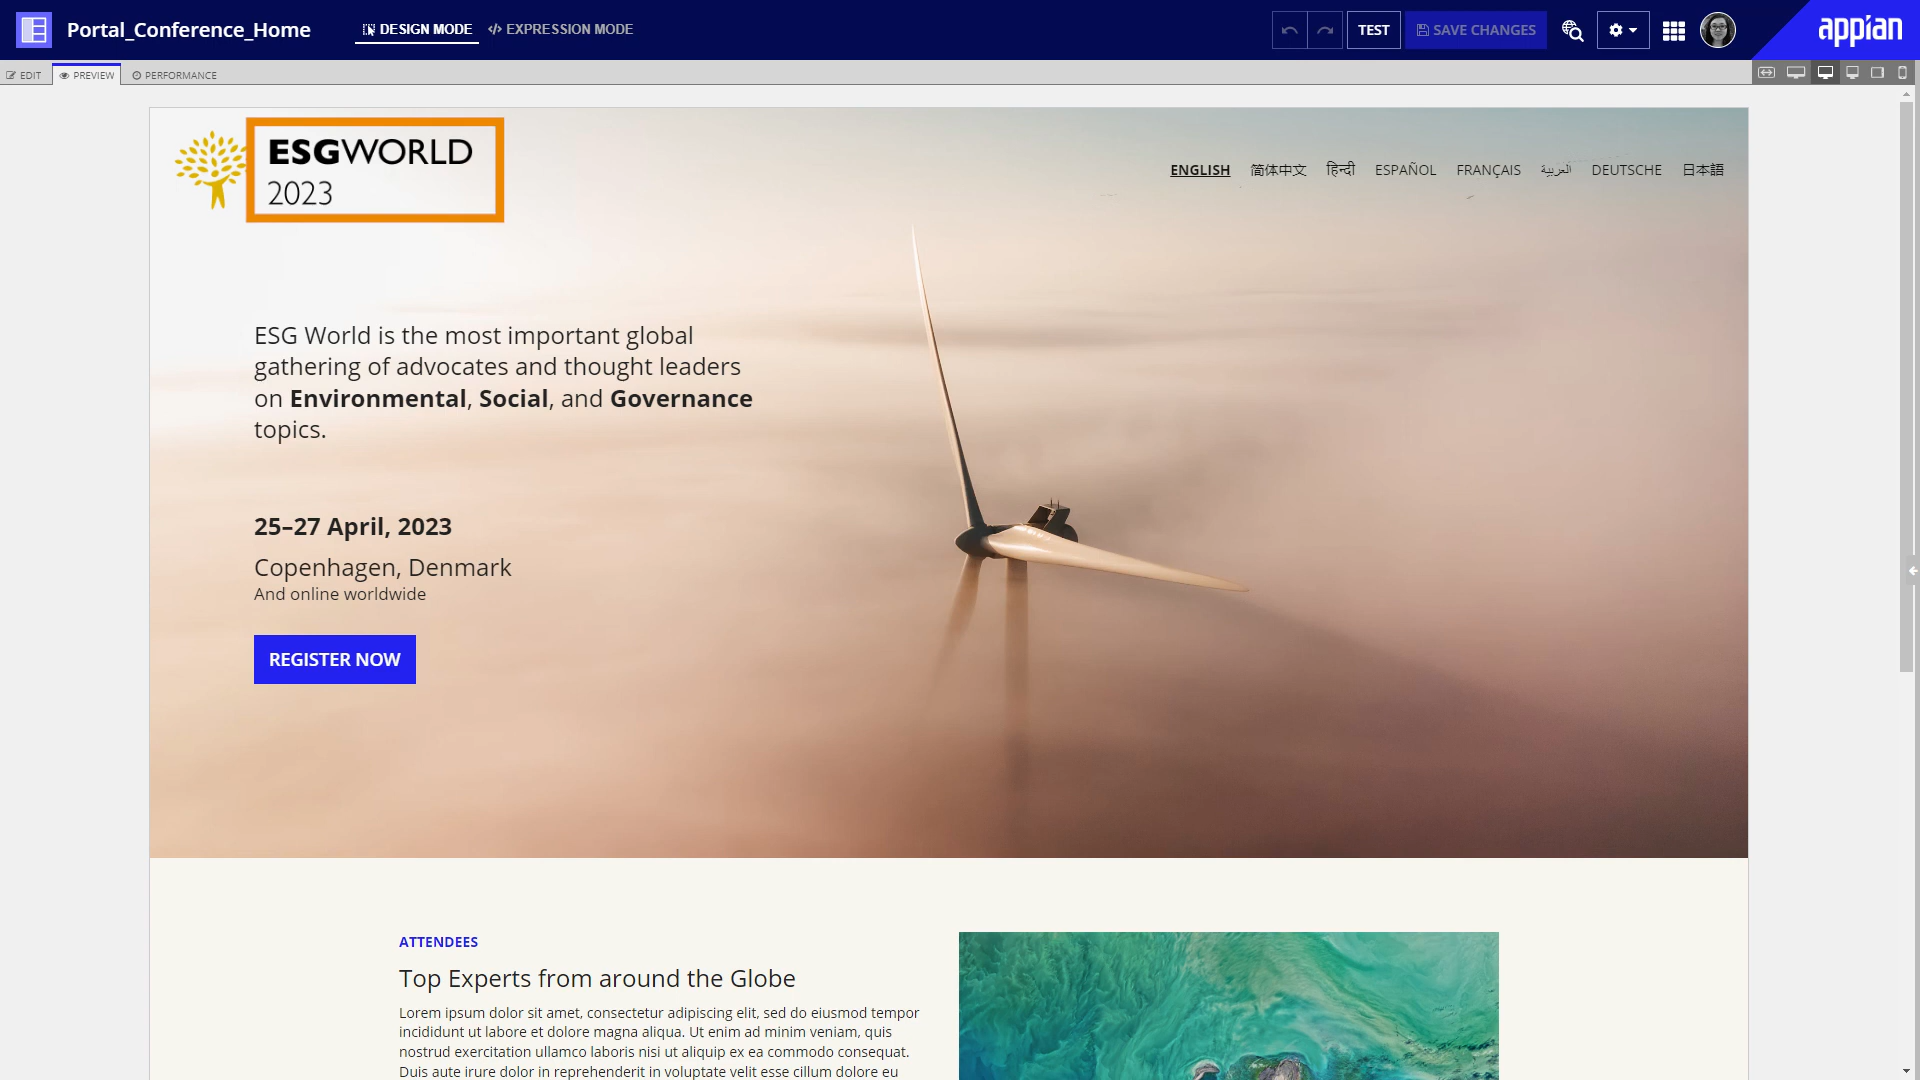 Portal_Conference_Home
DESIGN MODE
EXPRESSION MODE
TEST
SAVE CHANGES
appian
EDIT
PREVIEW
PERFORMANCE
ESGWORLD
2023
ENGLISH
简体中文
हिन्दी
ESPAÑOL
FRANÇAIS
العربية
DEUTSCHE
日本語
ESG World is the most important global
gathering of advocates and thought leaders
on Environmental, Social, and Governance
topics.
25–27 April, 2023
Copenhagen, Denmark
And online worldwide
REGISTER NOW
ATTENDEES
Top Experts from around the Globe
Lorem ipsum dolor sit amet, consectetur adipiscing elit, sed do eiusmod tempor
incididunt ut labore et dolore magna aliqua. Ut enim ad minim veniam, quis
nostrud exercitation ullamco laboris nisi ut aliquip ex ea commodo consequat.
Duis aute irure dolor in reprehenderit in voluptate velit esse cillum dolore eu